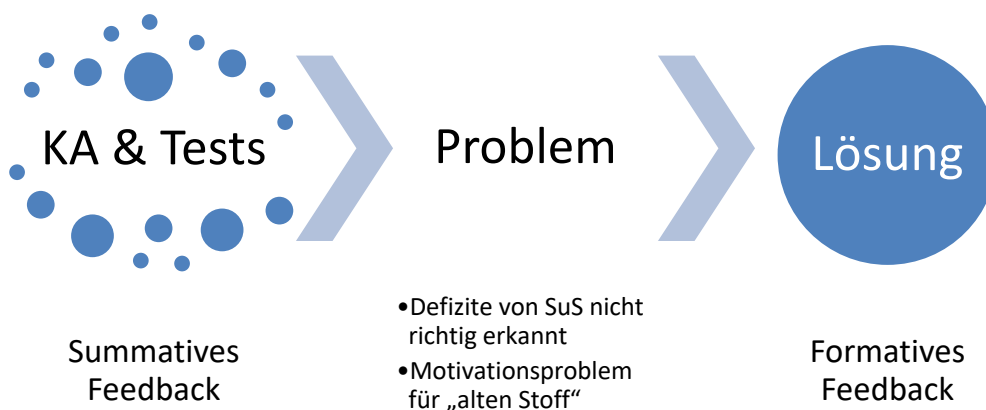 KA & Tests
Problem
Lösung
Summatives
Feedback
•Defizite von SuS nicht
richtig erkannt
•Motivationsproblem
für „alten Stoff“
Formatives
Feedback